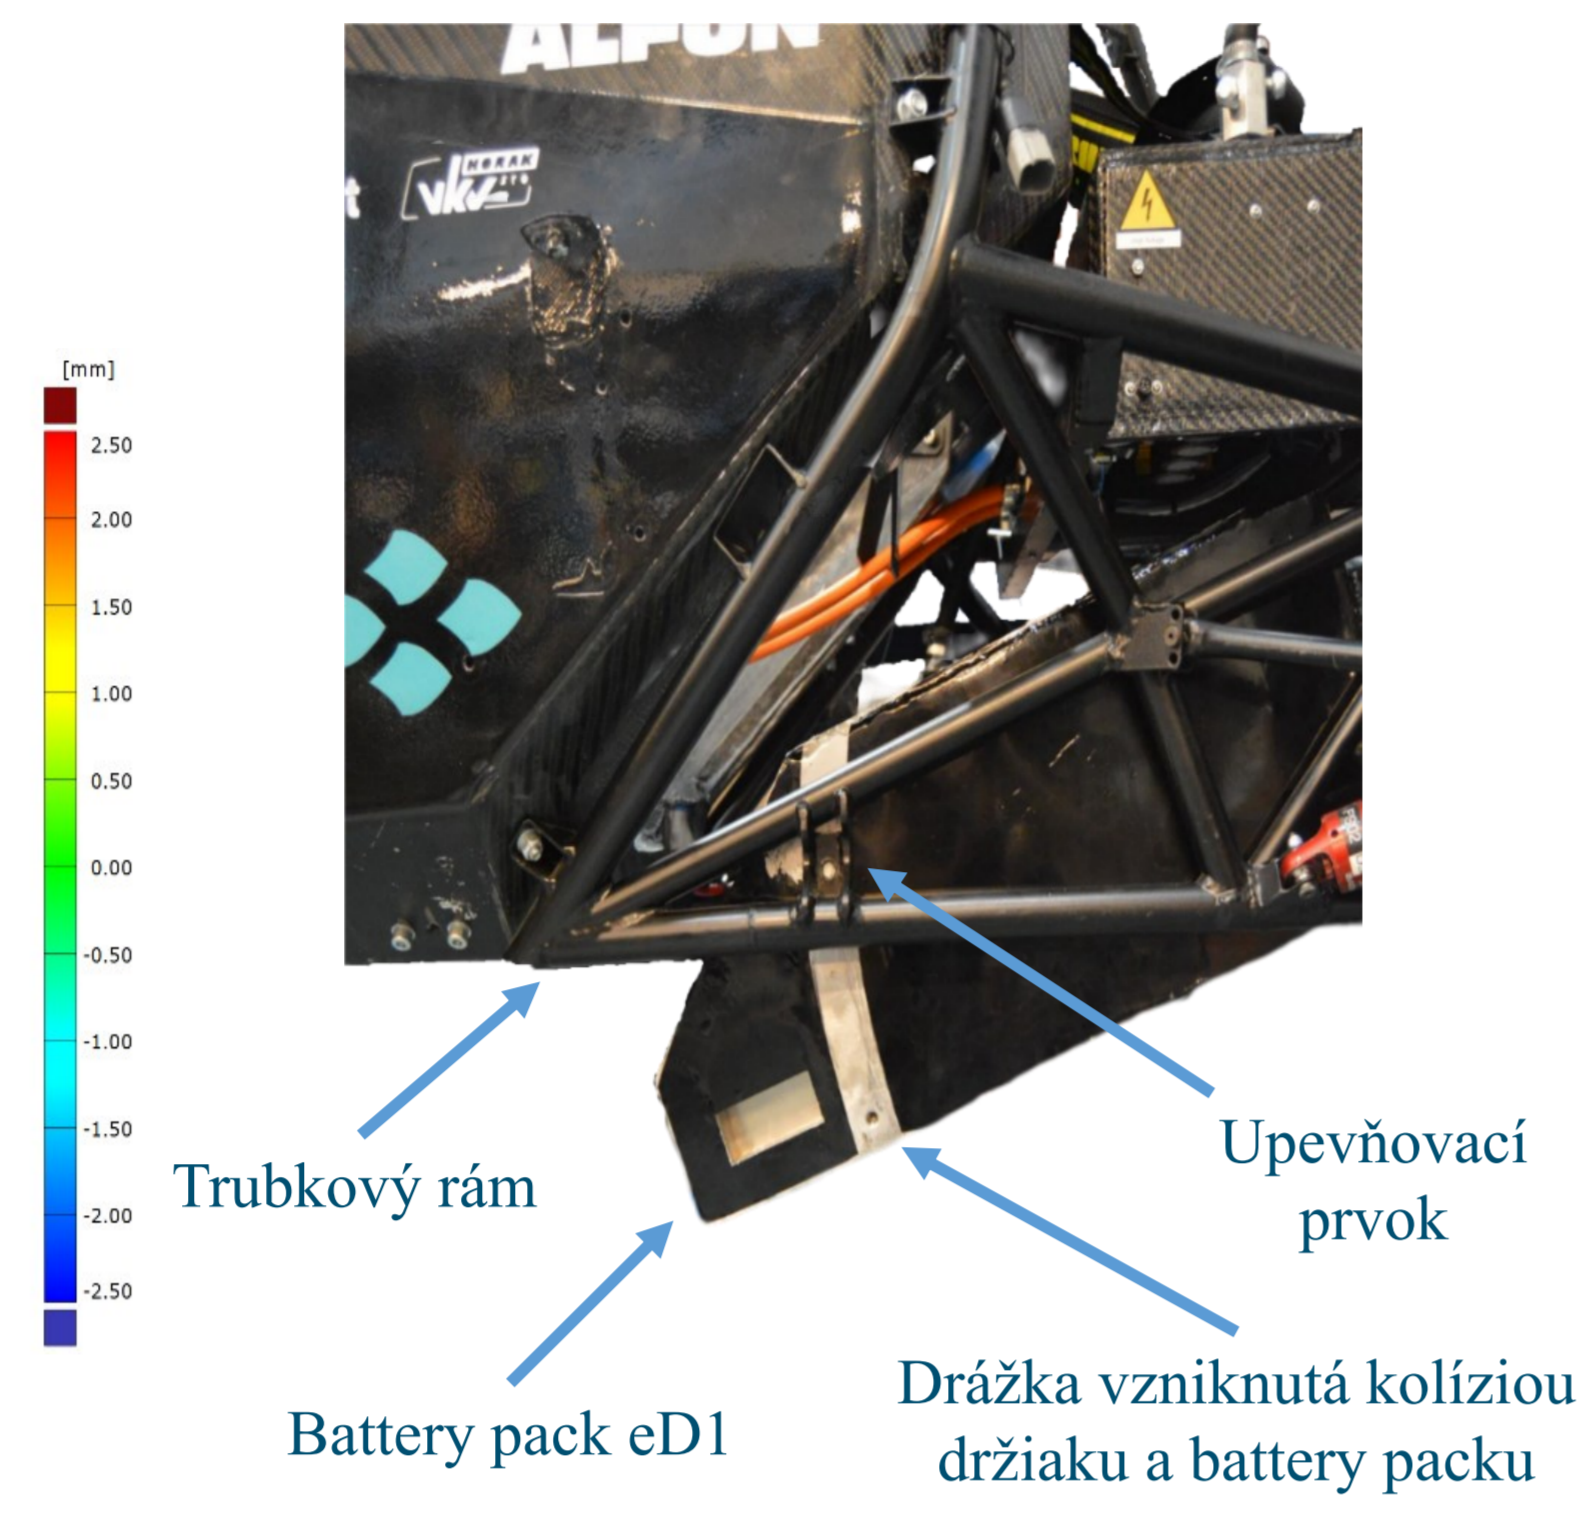 ALFUN
HORAK
vkv
[mm]
2.50
2.00
1.50
1.00
0.50
0.00
-0.50
-1.00
-1.50
-2.00
-2.50
Trubkový rám
Upevňovací
prvok
Battery pack eD1
Drážka vzniknutá kolíziou
držiaku a battery packu